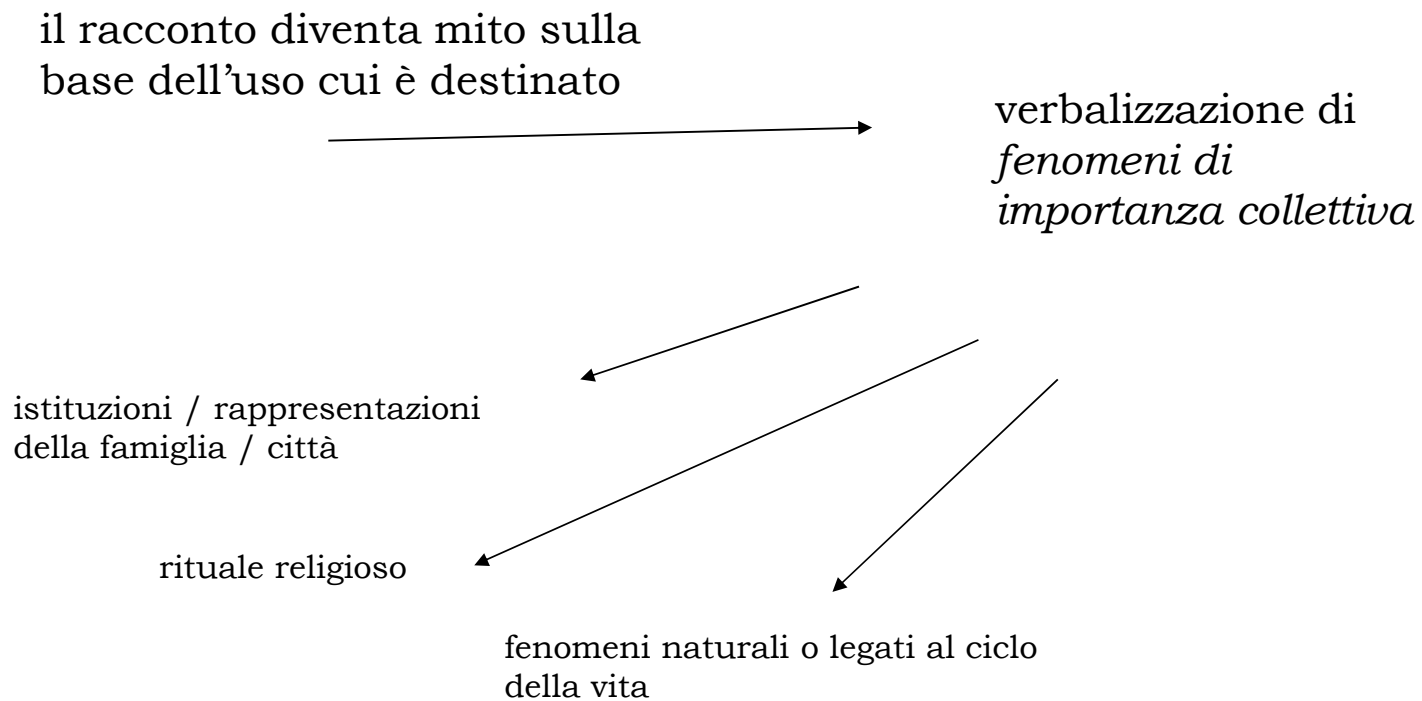 il racconto diventa mito sulla
base dell’uso cui è destinato
verbalizzazione di
fenomeni di
importanza collettiva
istituzioni / rappresentazioni
della famiglia / città
rituale religioso
fenomeni naturali o legati al ciclo
della vita